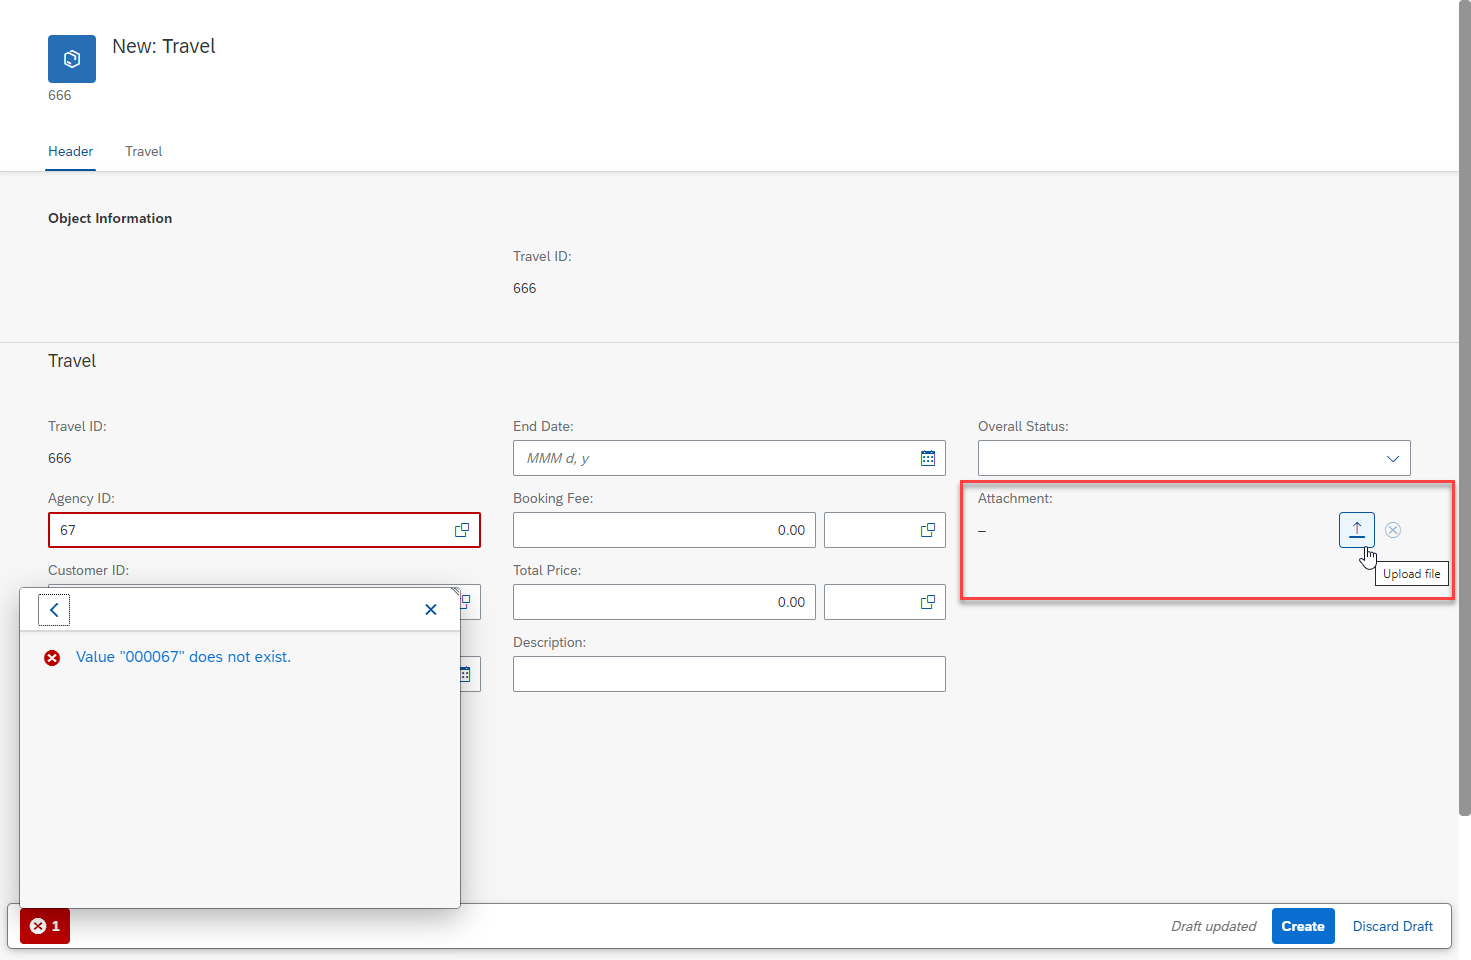 New: Travel
666
Header
Travel
Object Information
Travel ID:
666
Travel
Travel ID:
666
Agency ID:
67
Customer ID:
End Date:
MMM d, y
Booking Fee:
0.00
Total Price:
0.00
Description:
Overall Status:
Attachment:
–
Upload file
Value "000067" does not exist.
1
Draft updated
Create
Discard Draft